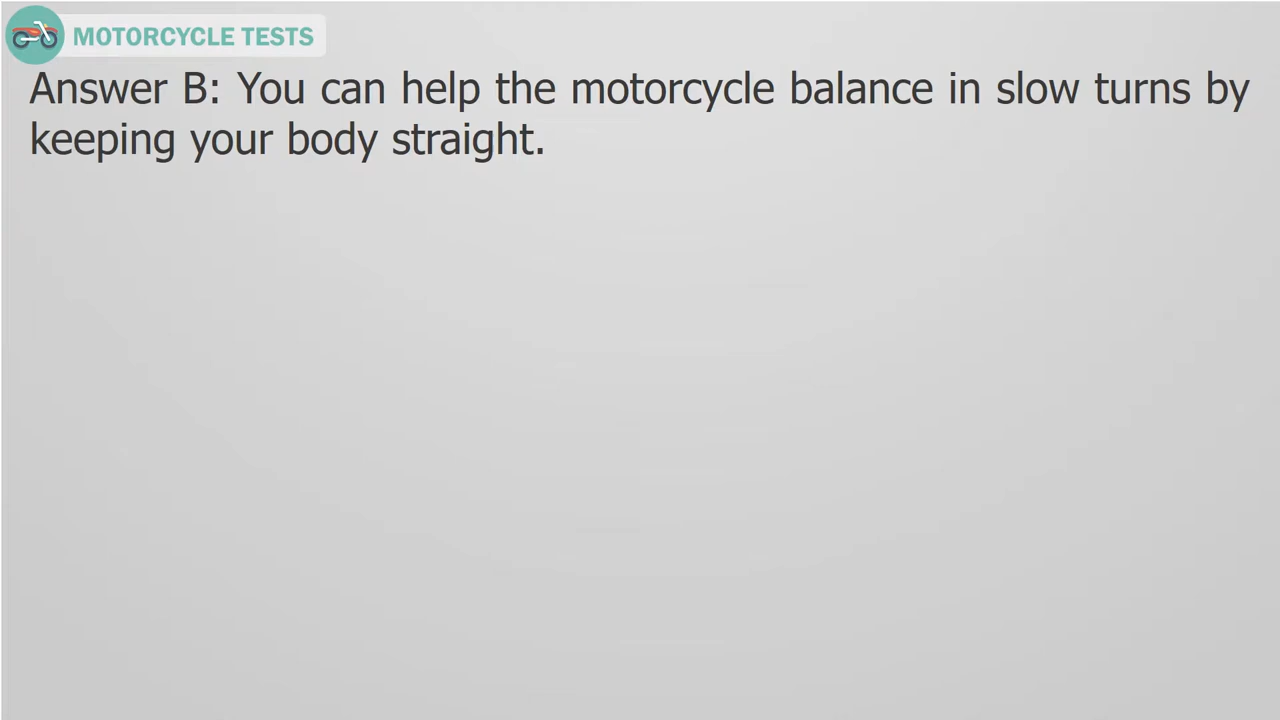 MOTORCYCLE TESTS
Answer B: You can help the motorcycle balance in slow turns by
keeping your body straight.